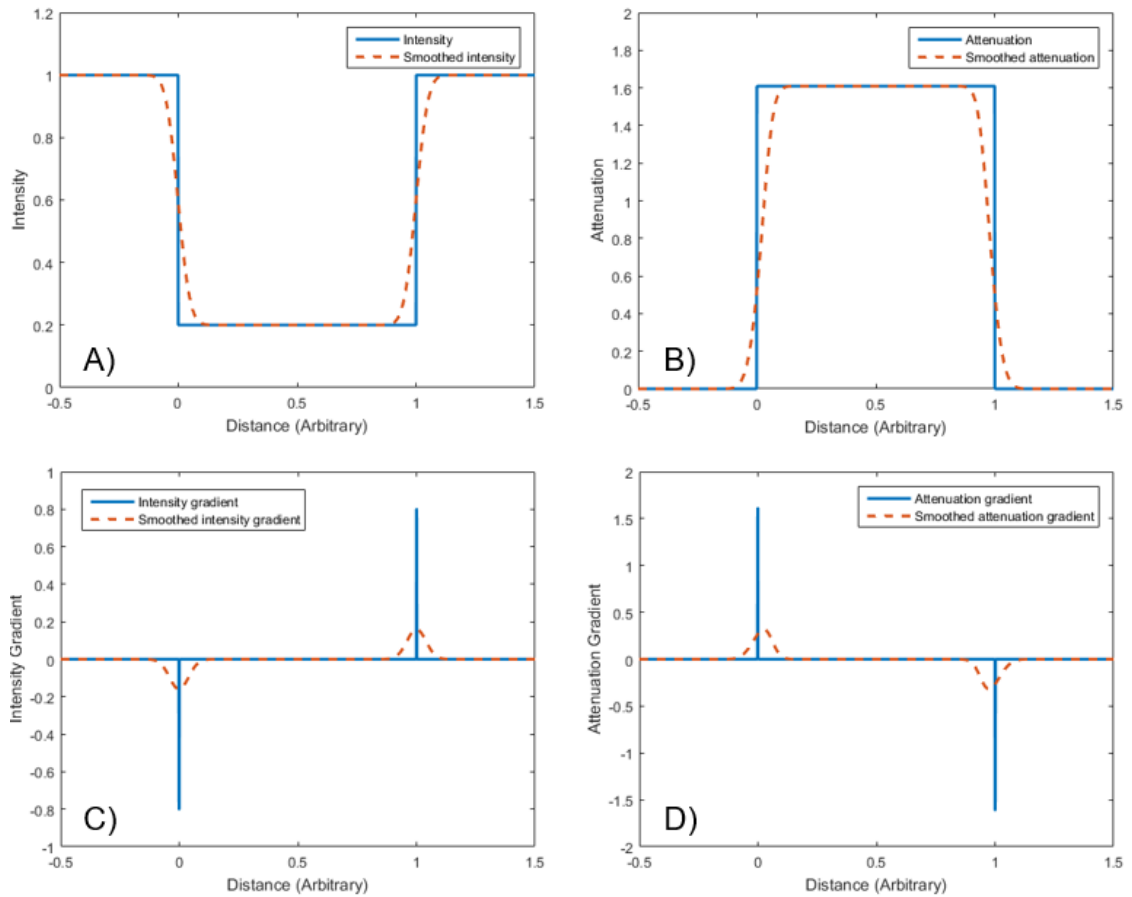 1.2
1
0.8
0.6
0.4
0.2
0
Intensity
Intensity
Smoothed intensity
A)
-0.5
0
0.5
1
1.5
Distance (Arbitrary)
2
1.8
1.6
1.4
1.2
1
0.8
0.6
0.4
0.2
0
Attenuation
Attenuation
Smoothed attenuation
B)
-0.5
0
0.5
1
1.5
Distance (Arbitrary)
1
0.8
0.6
0.4
0.2
0
-0.2
-0.4
-0.6
-0.8
-1
Intensity Gradient
Intensity gradient
Smoothed intensity gradient
C)
-0.5
0
0.5
1
1.5
Distance (Arbitrary)
2
1.5
1
0.5
0
-0.5
-1
-1.5
-2
Attenuation Gradient
Attenuation gradient
Smoothed attenuation gradient
D)
-0.5
0
0.5
1
1.5
Distance (Arbitrary)